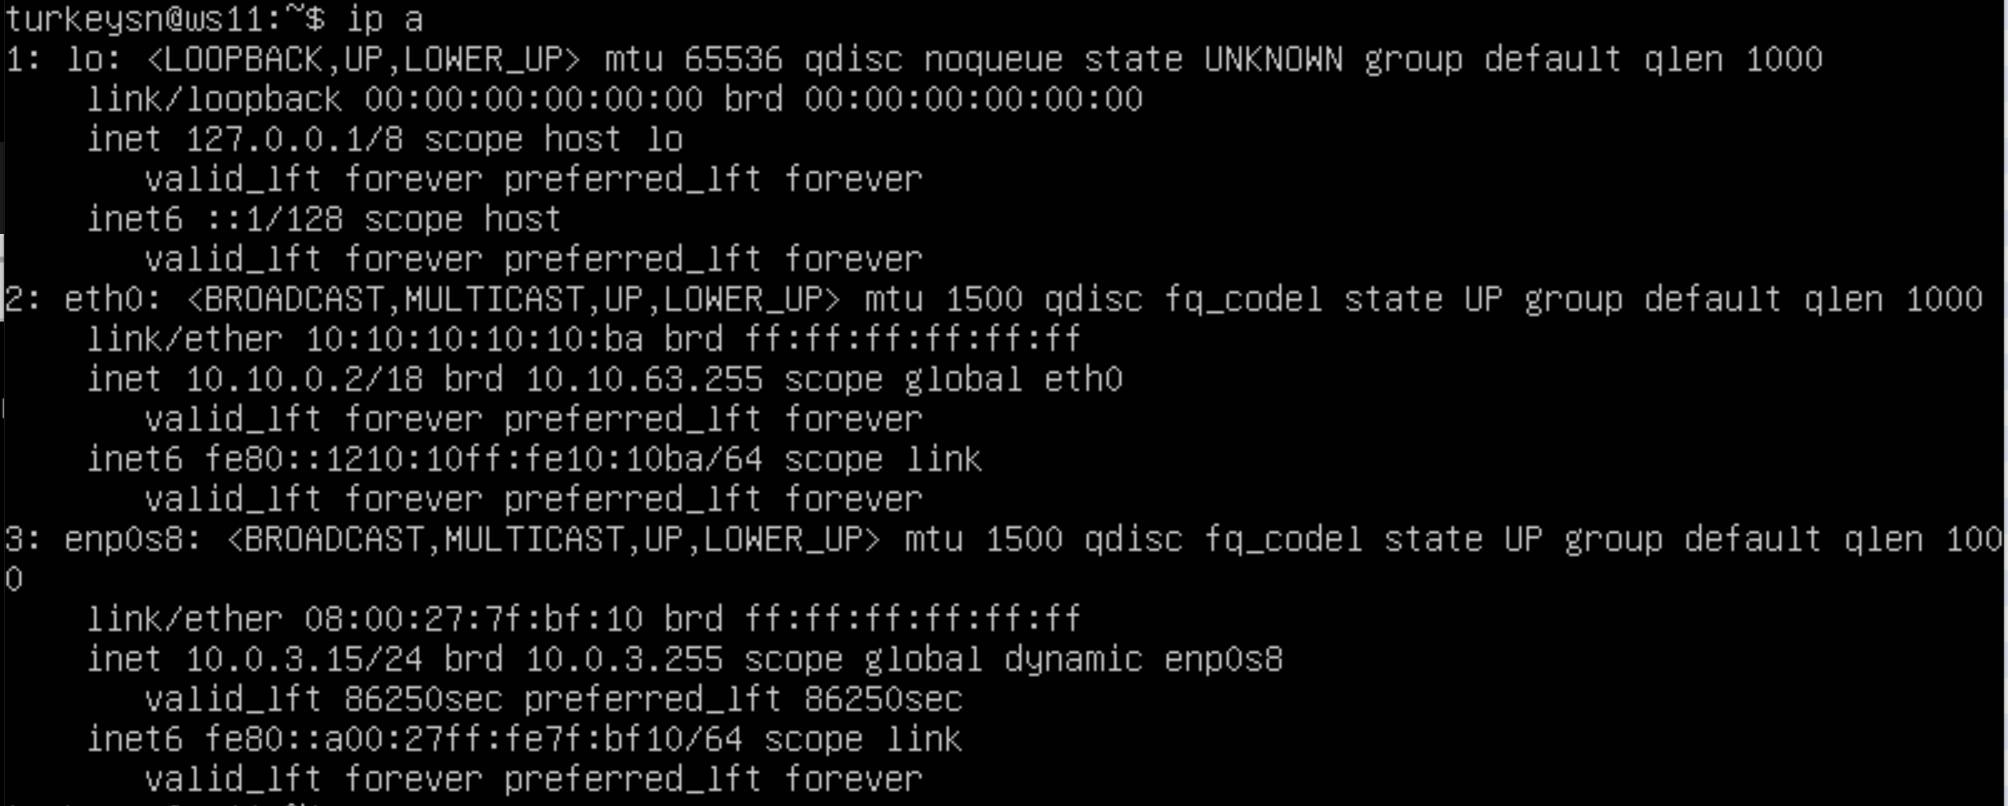 turkeysn@ws11:~$ ip a
1: lo: <LOOPBACK,UP,LOWER_UP> mtu 65536 qdisc noqueue state UNKNOWN group default qlen 1000
    link/loopback 00:00:00:00:00:00 brd 00:00:00:00:00:00
    inet 127.0.0.1/8 scope host lo
       valid_lft forever preferred_lft forever
    inet6 ::1/128 scope host
       valid_lft forever preferred_lft forever
2: eth0: <BROADCAST,MULTICAST,UP,LOWER_UP> mtu 1500 qdisc fq_codel state UP group default qlen 1000
    link/ether 10:10:10:10:10:ba brd ff:ff:ff:ff:ff:ff
    inet 10.10.0.2/18 brd 10.10.63.255 scope global eth0
       valid_lft forever preferred_lft forever
    inet6 fe80::1210:10ff:fe10:10ba/64 scope link
       valid_lft forever preferred_lft forever
3: enp0s8: <BROADCAST,MULTICAST,UP,LOWER_UP> mtu 1500 qdisc fq_codel state UP group default qlen 100
0
    link/ether 08:00:27:7f:bf:10 brd ff:ff:ff:ff:ff:ff
    inet 10.0.3.15/24 brd 10.0.3.255 scope global dynamic enp0s8
       valid_lft 86250sec preferred_lft 86250sec
    inet6 fe80::a00:27ff:fe7f:bf10/64 scope link
       valid_lft forever preferred_lft forever